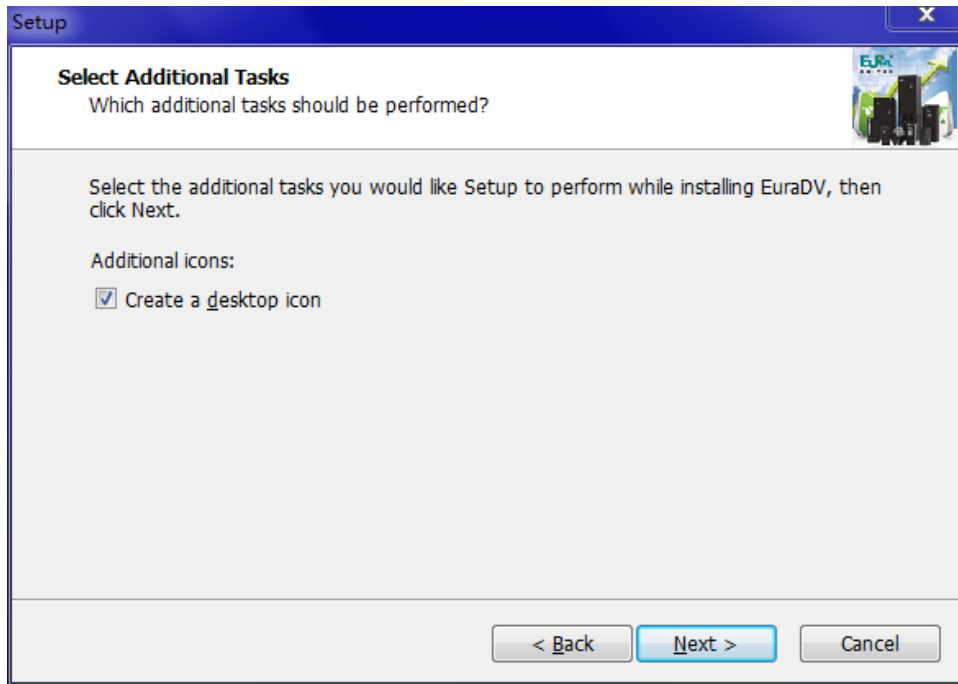 Setup
X
Select Additional Tasks
Which additional tasks should be performed?
EURA
Select the additional tasks you would like Setup to perform while installing EuraDV, then
click Next.
Additional icons:
Create a desktop icon
< Back
Next >
Cancel